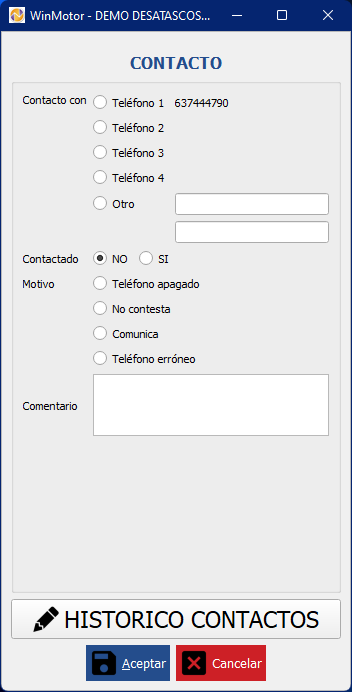 WinMotor - DEMO DESATASCOS...
CONTACTO
Contacto con
Teléfono 1 637444790
Teléfono 2
Teléfono 3
Teléfono 4
Otro
Contactado NO SI
Motivo Teléfono apagado
No contesta
Comunica
Teléfono erróneo
Comentario
HISTORICO CONTACTOS
Aceptar Cancelar